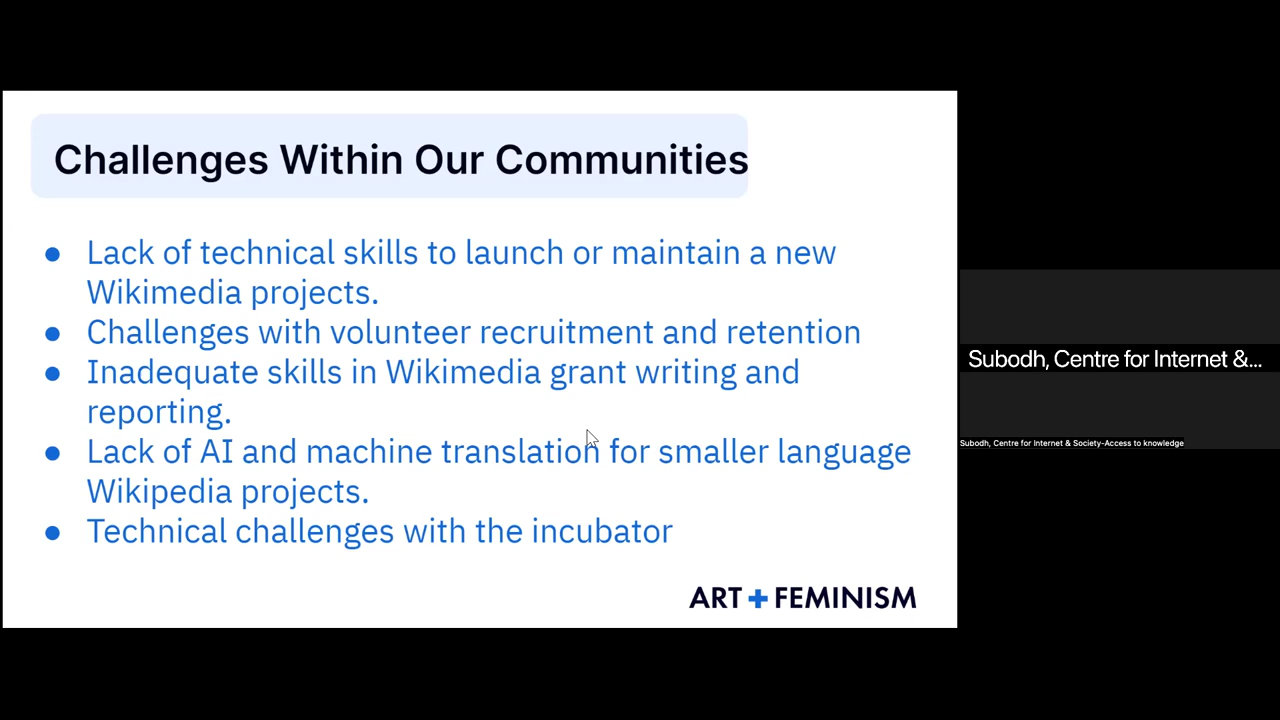 Challenges Within Our Communities
● Lack of technical skills to launch or maintain a new
Wikimedia projects.
● Challenges with volunteer recruitment and retention
● Inadequate skills in Wikimedia grant writing and
reporting.
● Lack of AI and machine translation for smaller language
Wikipedia projects.
● Technical challenges with the incubator
ART + FEMINISM
Subodh, Centre for Internet &...
Subodh, Centre for Internet & Society-Access to knowledge